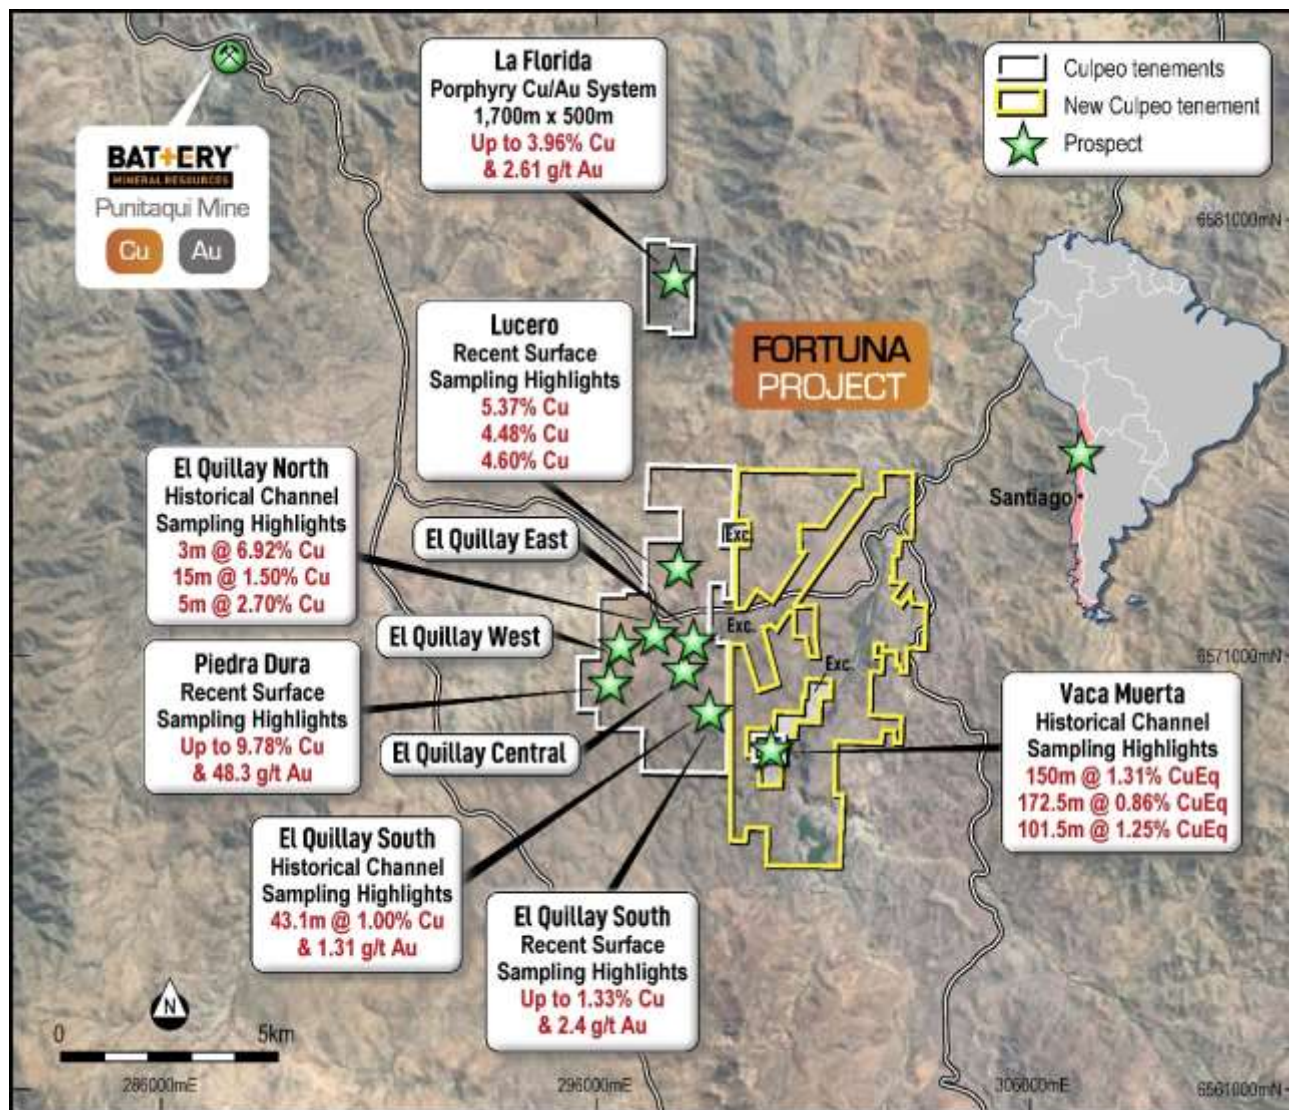 BATTERY
MINERAL RESOURCES
Punitaqui Mine
Cu Au
La Florida
Porphyry Cu/Au System
1,700m x 500m
Up to 3.96% Cu
& 2.61 g/t Au
Culpeo tenements
New Culpeo tenement
Prospect
6581000mN
Lucero
Recent Surface
Sampling Highlights
5.37% Cu
4.48% Cu
4.60% Cu
FORTUNA
PROJECT
Santiago
El Quillay North
Historical Channel
Sampling Highlights
3m @ 6.92% Cu
15m @ 1.50% Cu
5m @ 2.70% Cu
El Quillay East
Exc.
El Quillay West
Exc.
Exc.
6571000mN
Piedra Dura
Recent Surface
Sampling Highlights
Up to 9.78% Cu
& 48.3 g/t Au
El Quillay Central
Vaca Muerta
Historical Channel
Sampling Highlights
150m @ 1.31% CuEq
172.5m @ 0.86% CuEq
101.5m @ 1.25% CuEq
El Quillay South
Historical Channel
Sampling Highlights
43.1m @ 1.00% Cu
& 1.31 g/t Au
El Quillay South
Recent Surface
Sampling Highlights
Up to 1.33% Cu
& 2.4 g/t Au
N
0 5km
286000mE
296000mE
306000mE
6561000mN